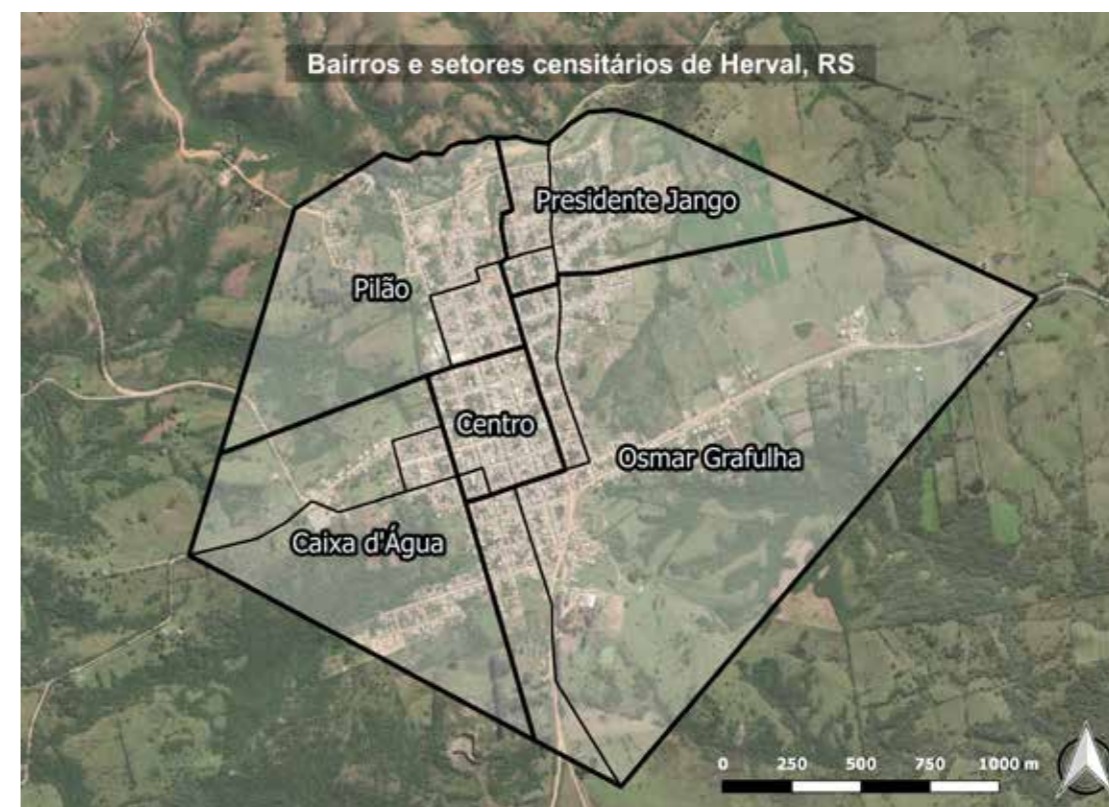 Bairros e setores censitários de Herval, RS
Presidente Jango
Pilão
Centro
Osmar Grafulha
Caixa d'Água
0 250 500 750 1000 m